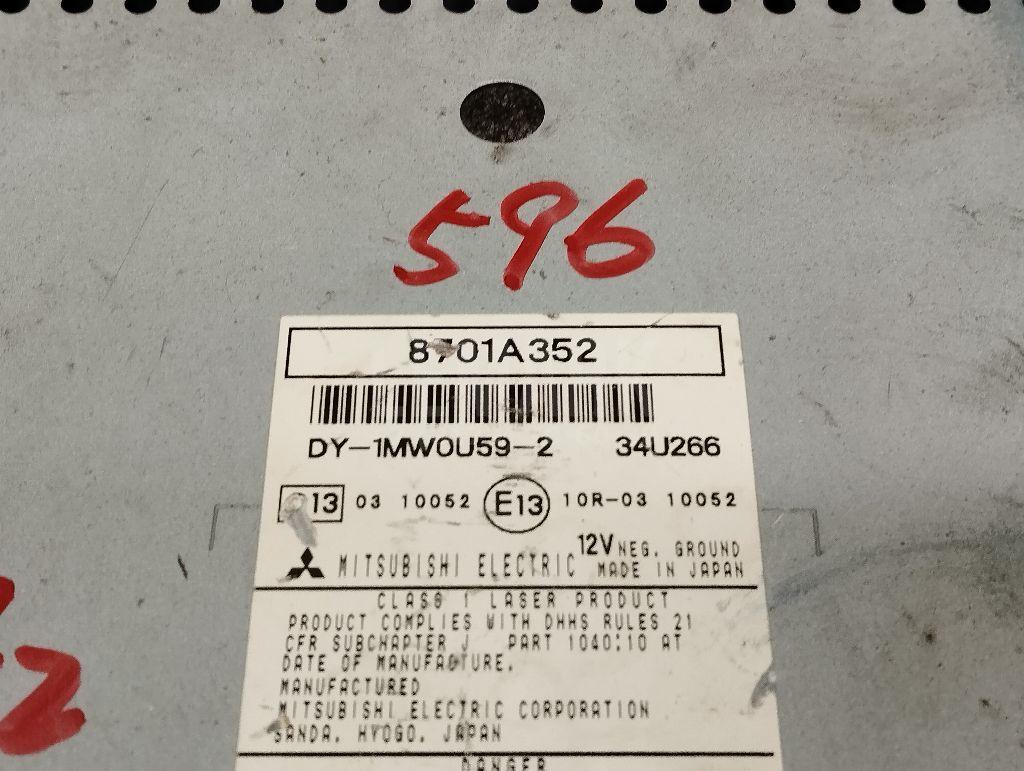 596
8701A352
DY-1MW0U59-2 34U266
e13 03 10052 E13 10R-03 10052
MITSUBISHI ELECTRIC 12V NEG. GROUND
MADE IN JAPAN
CLASS 1 LASER PRODUCT
PRODUCT COMPLIES WITH DHHS RULES 21
CFR SUBCHAPTER J PART 1040:10 AT
DATE OF MANUFACTURE.
MANUFACTURED
MITSUBISHI ELECTRIC CORPORATION
SANDA, HYOGO, JAPAN
DANGER